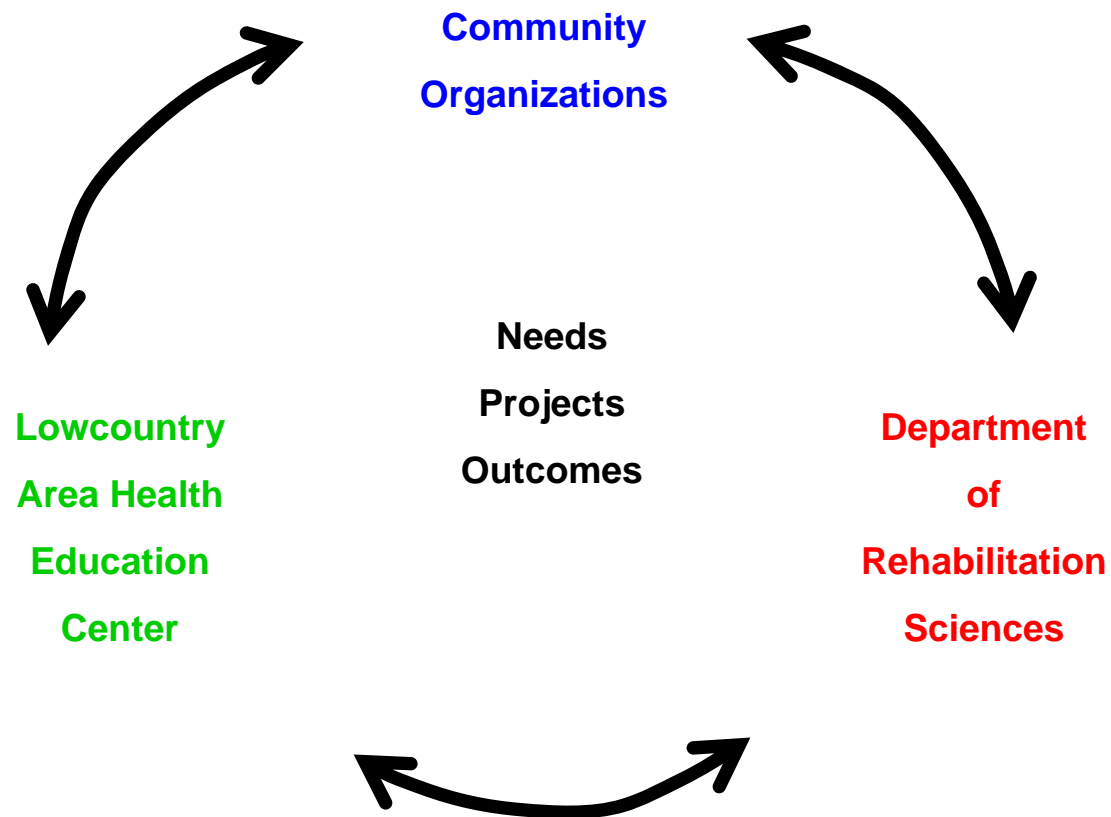 Community
Organizations
Needs
Projects
Outcomes
Lowcountry
Area Health
Education
Center
Department
of
Rehabilitation
Sciences